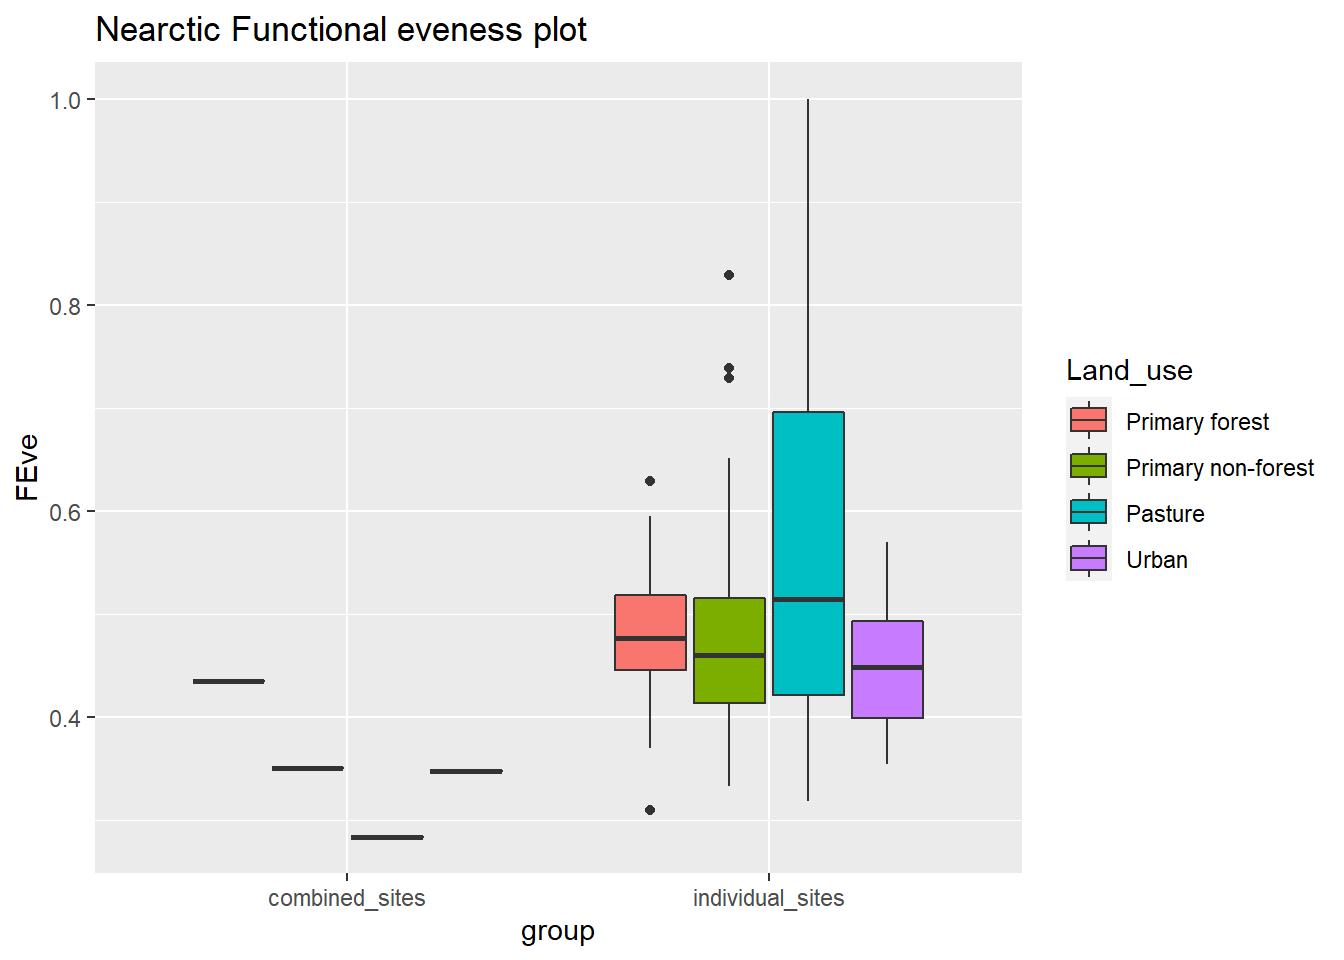 Nearctic Functional eveness plot
1.0
0.8
0.6
0.4
FEve
combined_sites
individual_sites
group
Land_use
Primary forest
Primary non-forest
Pasture
Urban